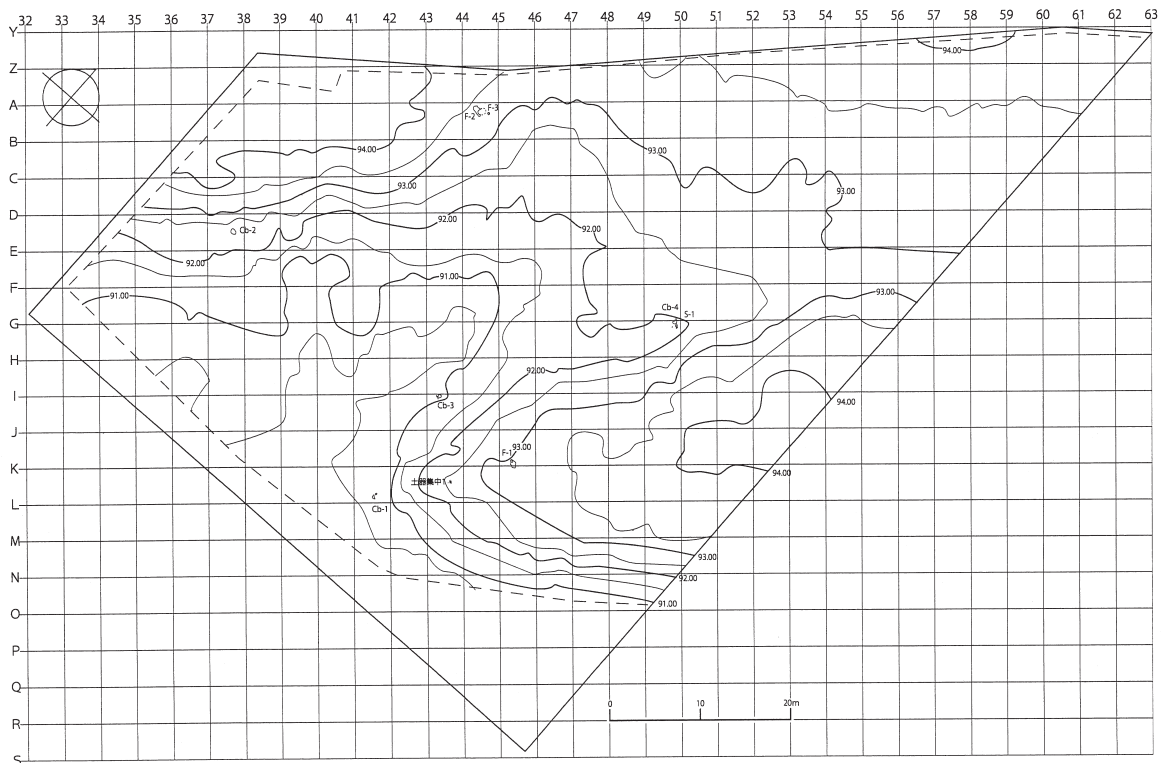 32 33 34 35 36 37 38 39 40 41 42 43 44 45 46 47 48 49 50 51 52 53 54 55 56 57 58 59 60 61 62 63
Y
94.00
Z
A
F-2 F-3
B
94.00
93.00
C
93.00
93.00
D
92.00
Cb-2
92.00
E
92.00
91.00
F
91.00
93.00
Cb-4
S-1
G
H
92.00
I
Cb-3
94.00
J
F-1
93.00
K
94.00
土器集中1
L
Cb-1
M
93.00
N
92.00
O
91.00
P
Q
0 10 20m
R
S